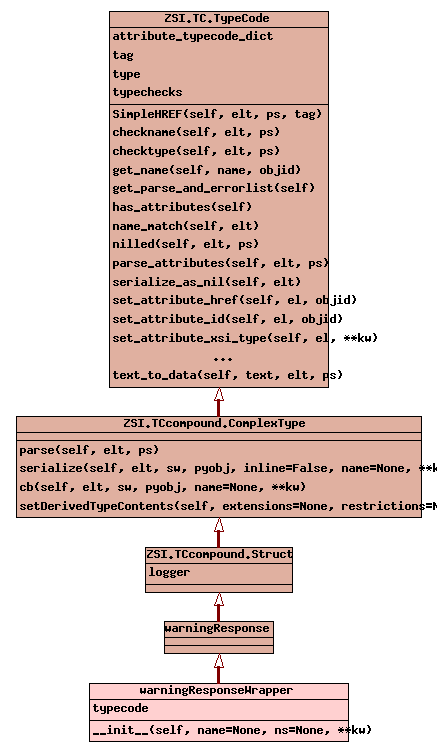 ZSI.TC.TypeCode
attribute_typecode_dict
tag
type
typechecks
SimpleHREF(self, elt, ps, tag)
checkname(self, elt, ps)
checktype(self, elt, ps)
get_name(self, name, objid)
get_parse_and_errorlist(self)
has_attributes(self)
name_match(self, elt)
nilled(self, elt, ps)
parse_attributes(self, elt, ps)
serialize_as_nil(self, elt)
set_attribute_href(self, el, objid)
set_attribute_id(self, el, objid)
set_attribute_xsi_type(self, el, **kw)
...
text_to_data(self, text, elt, ps)
ZSI.TCcompound.ComplexType
parse(self, elt, ps)
serialize(self, elt, sw, pyobj, inline=False, name=None, **k
cb(self, elt, sw, pyobj, name=None, **kw)
setDerivedTypeContents(self, extensions=None, restrictions=N
ZSI.TCcompound.Struct
logger
warningResponse
warningResponseWrapper
typecode
__init__(self, name=None, ns=None, **kw)